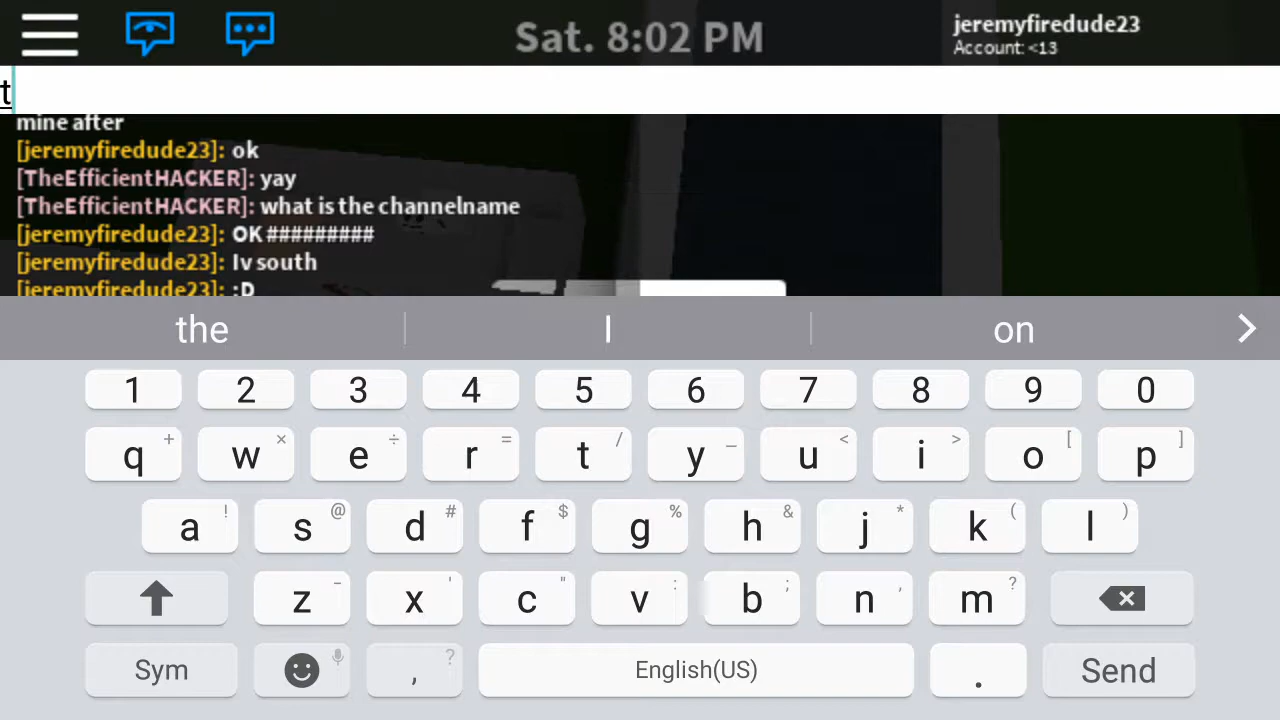 Sat. 8:02 PM
jeremyfiredude23
Account: <13
t
mine after
[jeremyfiredude23]: ok
[TheEfficientHACKER]: yay
[TheEfficientHACKER]: what is the channelname
[jeremyfiredude23]: OK #########
[jeremyfiredude23]: Iv south
[jeremyfiredude23]: :D
the I on
1 2 3 4 5 6 7 8 9 0
q + w × e ÷ r = t / y _ u < i > o [ p ]
a ! s @ d # f $ g % h & j * k ( l )
z - x ' c " v : b ; n , m ?
Sym , ? English(US) . Send